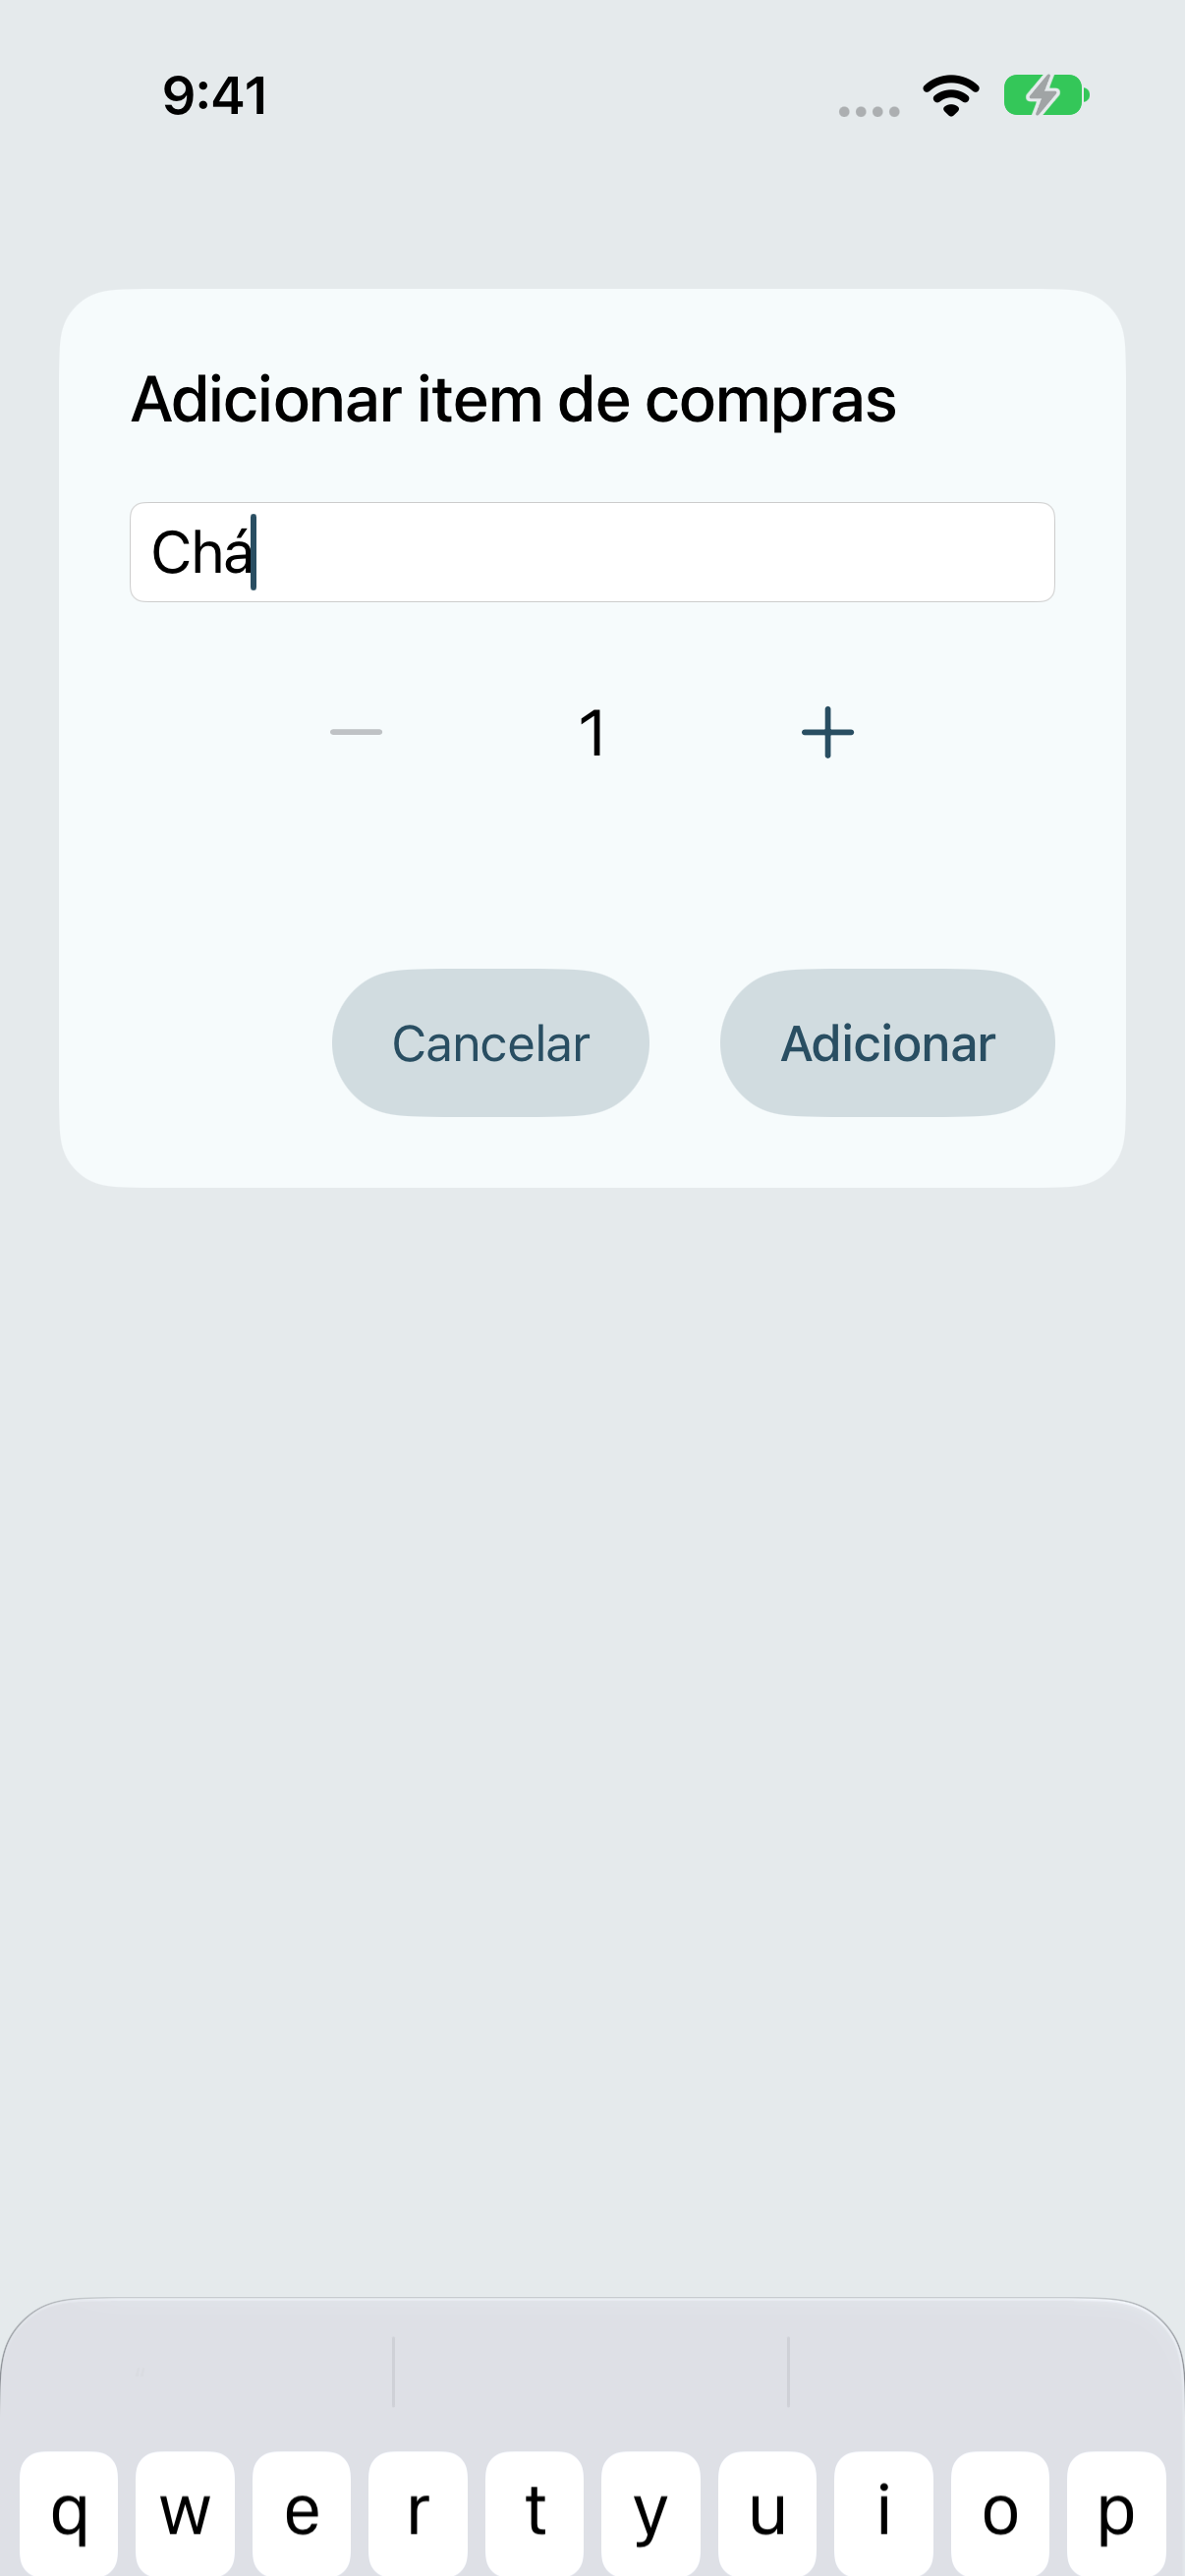 9:41
Adicionar item de compras
Chá
1
Cancelar
Adicionar
q w e r t y u i o p